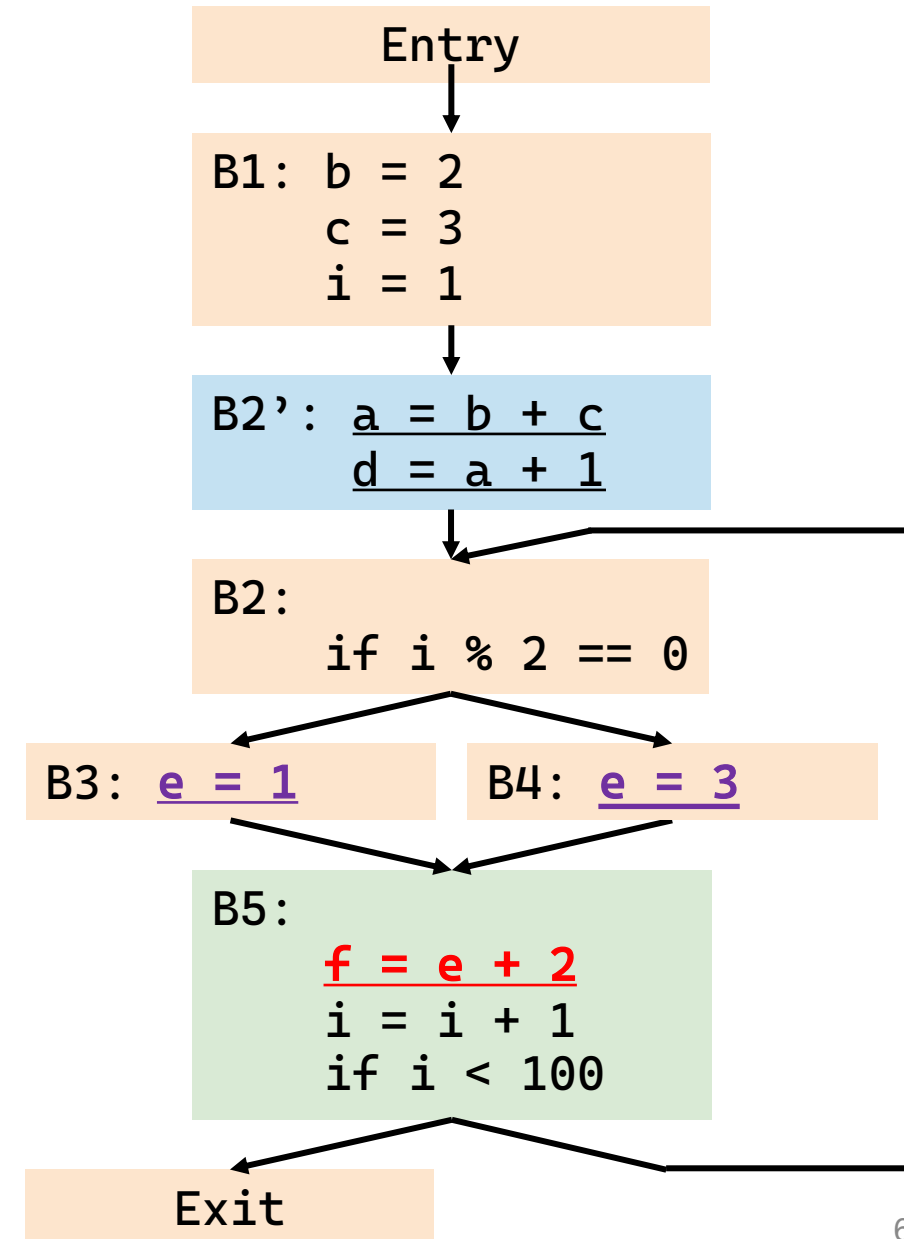 Entry
B1: b = 2
c = 3
i = 1
B2’: a = b + c
d = a + 1
B2:
if i % 2 == 0
B3: e = 1
B4: e = 3
B5:
f = e + 2
i = i + 1
if i < 100
Exit
6